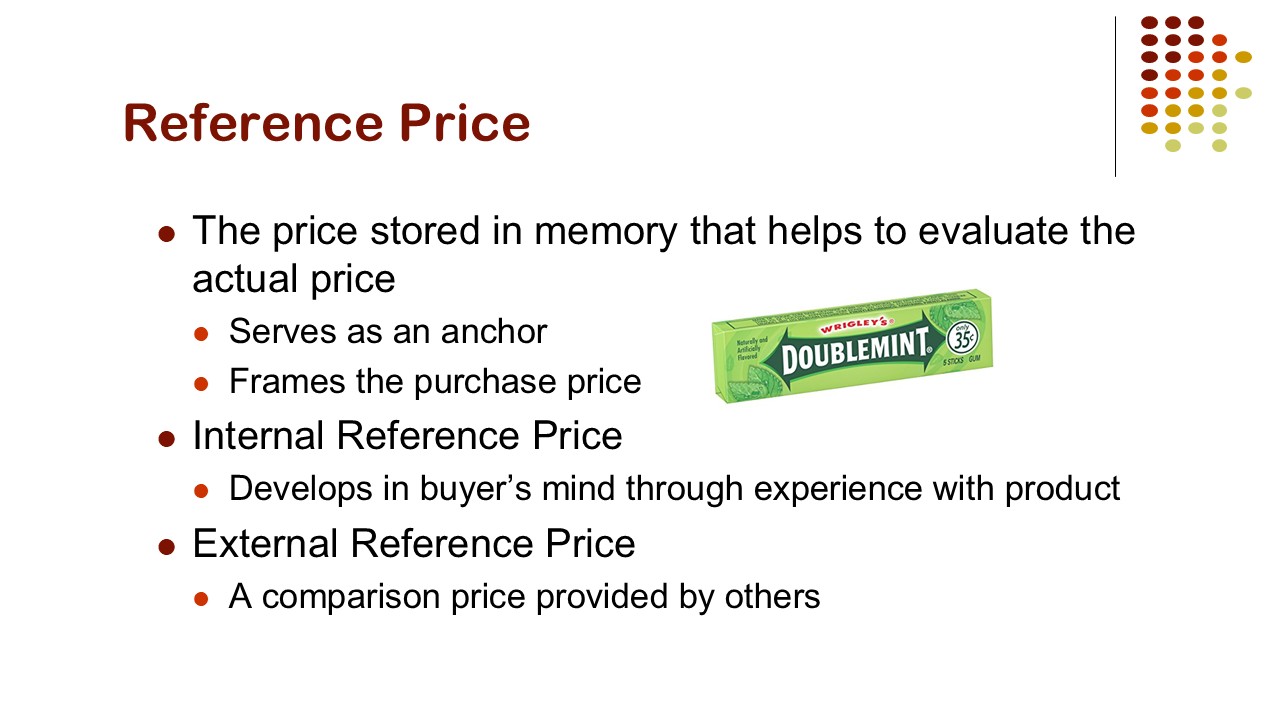 Reference Price
The price stored in memory that helps to evaluate the
actual price
Serves as an anchor
Frames the purchase price
WRIGLEY'S®
Naturally and
Artificially
Flavored
DOUBLEMINT®
only
35¢
5 STICKS GUM
Internal Reference Price
Develops in buyer’s mind through experience with product
External Reference Price
A comparison price provided by others